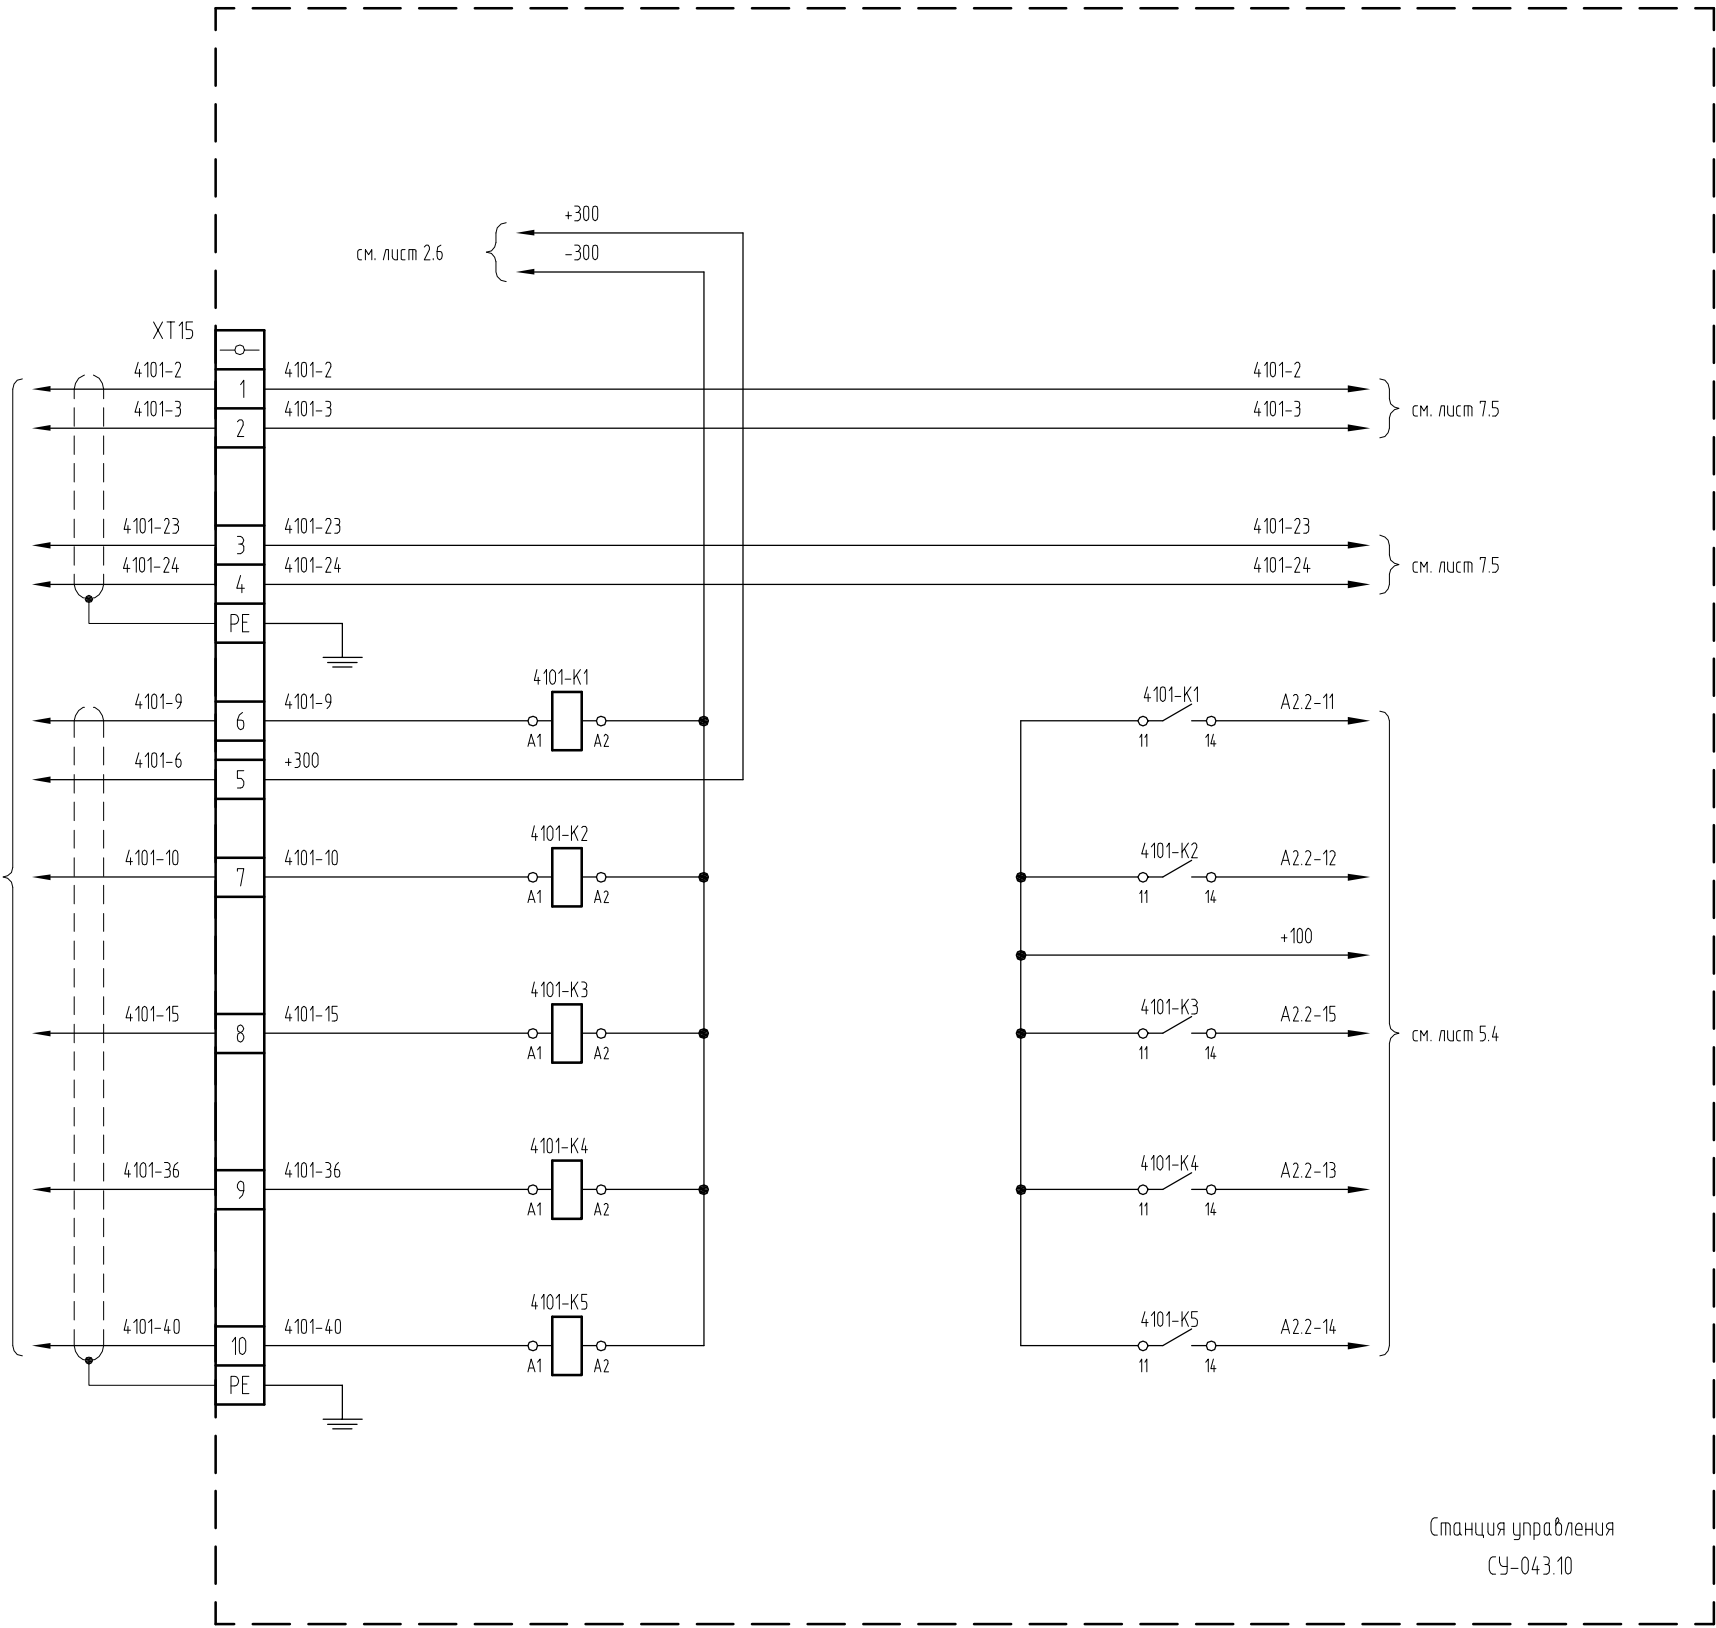 +300
см. лист 2.6
-300
XT15
4101-2 1 4101-2 4101-2
4101-3 2 4101-3 4101-3
см. лист 7.5
4101-23 3 4101-23 4101-23
4101-24 4 4101-24 4101-24
см. лист 7.5
PE
4101-K1 4101-K1
4101-9 6 4101-9 A2.2-11
A1 A2 11 14
4101-6 5 +300
4101-K2 4101-K2
4101-10 7 4101-10 A2.2-12
A1 A2 11 14
+100
4101-K3 4101-K3
4101-15 8 4101-15 A2.2-15
A1 A2 11 14
см. лист 5.4
4101-K4 4101-K4
4101-36 9 4101-36 A2.2-13
A1 A2 11 14
4101-K5 4101-K5
4101-40 10 4101-40 A2.2-14
A1 A2 11 14
PE
Станция управления
СУ-043.10